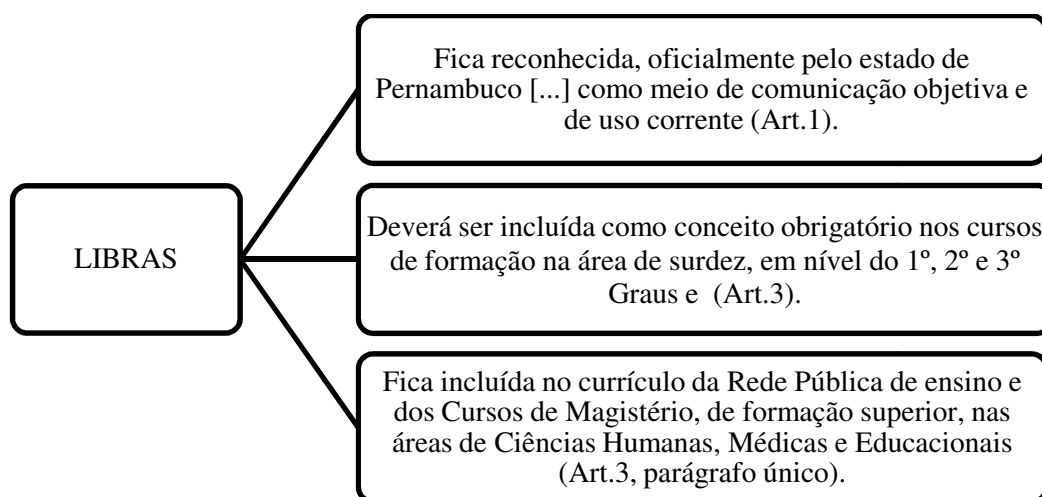 LIBRAS
Fica reconhecida, oficialmente pelo estado de
Pernambuco [...] como meio de comunicação objetiva e
de uso corrente (Art.1).
Deverá ser incluída como conceito obrigatório nos cursos
de formação na área de surdez, em nível do 1º, 2º e 3º
Graus e (Art.3).
Fica incluída no currículo da Rede Pública de ensino e
dos Cursos de Magistério, de formação superior, nas
áreas de Ciências Humanas, Médicas e Educacionais
(Art.3, parágrafo único).